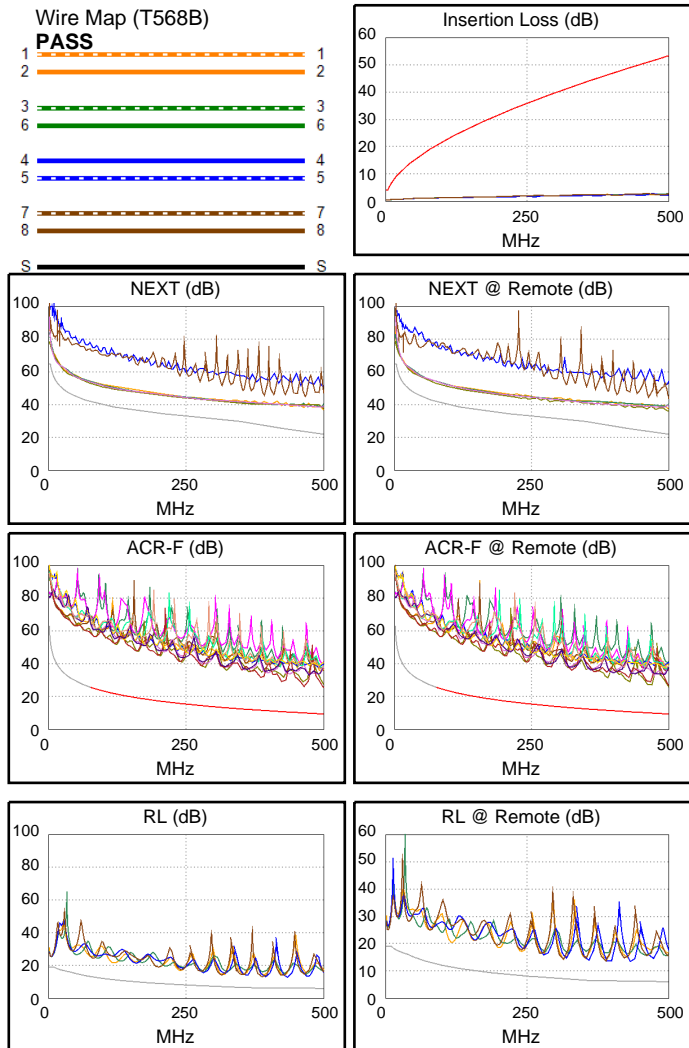 Wire Map (T568B)
PASS
1 1
2 2
3 3
6 6
4 4
5 5
7 7
8 8
S S
Insertion Loss (dB)
60
50
40
30
20
10
0
0 250 500
MHz
NEXT (dB)
100
80
60
40
20
0
0 250 500
MHz
NEXT @ Remote (dB)
100
80
60
40
20
0
0 250 500
MHz
ACR-F (dB)
100
80
60
40
20
0
0 250 500
MHz
ACR-F @ Remote (dB)
100
80
60
40
20
0
0 250 500
MHz
RL (dB)
100
80
60
40
20
0
0 250 500
MHz
RL @ Remote (dB)
60
50
40
30
20
10
0
0 250 500
MHz